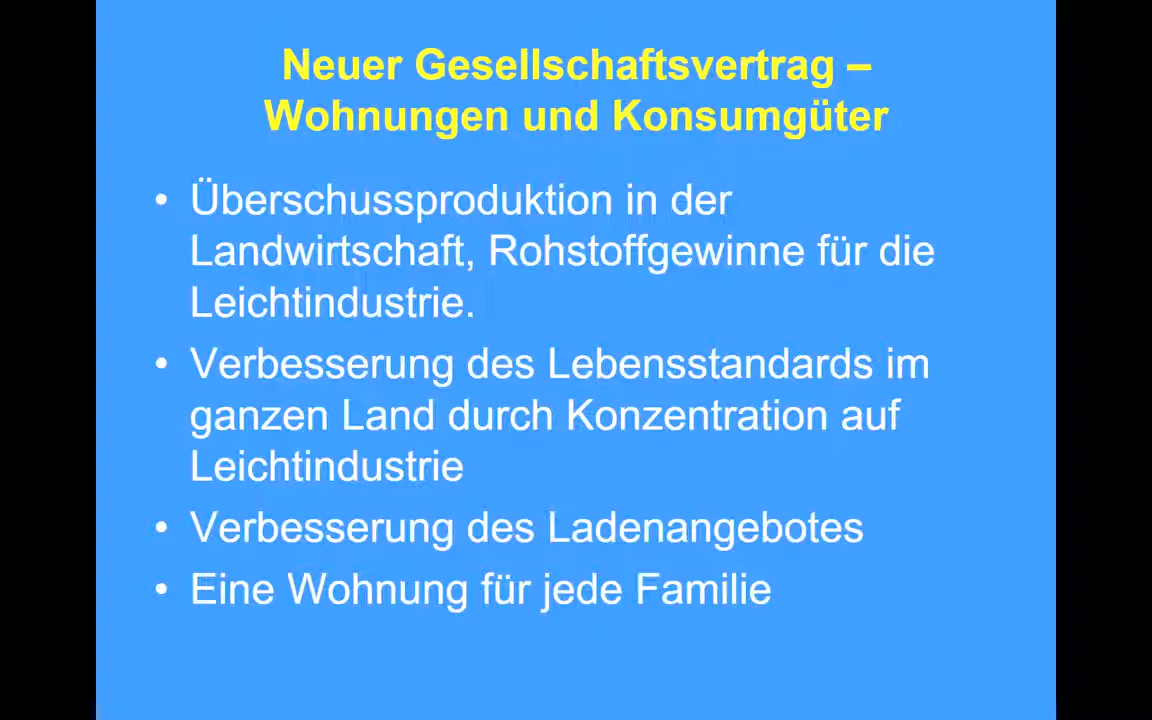 Neuer Gesellschaftsvertrag –
Wohnungen und Konsumgüter
• Überschussproduktion in der
Landwirtschaft, Rohstoffgewinne für die
Leichtindustrie.
• Verbesserung des Lebensstandards im
ganzen Land durch Konzentration auf
Leichtindustrie
• Verbesserung des Ladenangebotes
• Eine Wohnung für jede Familie